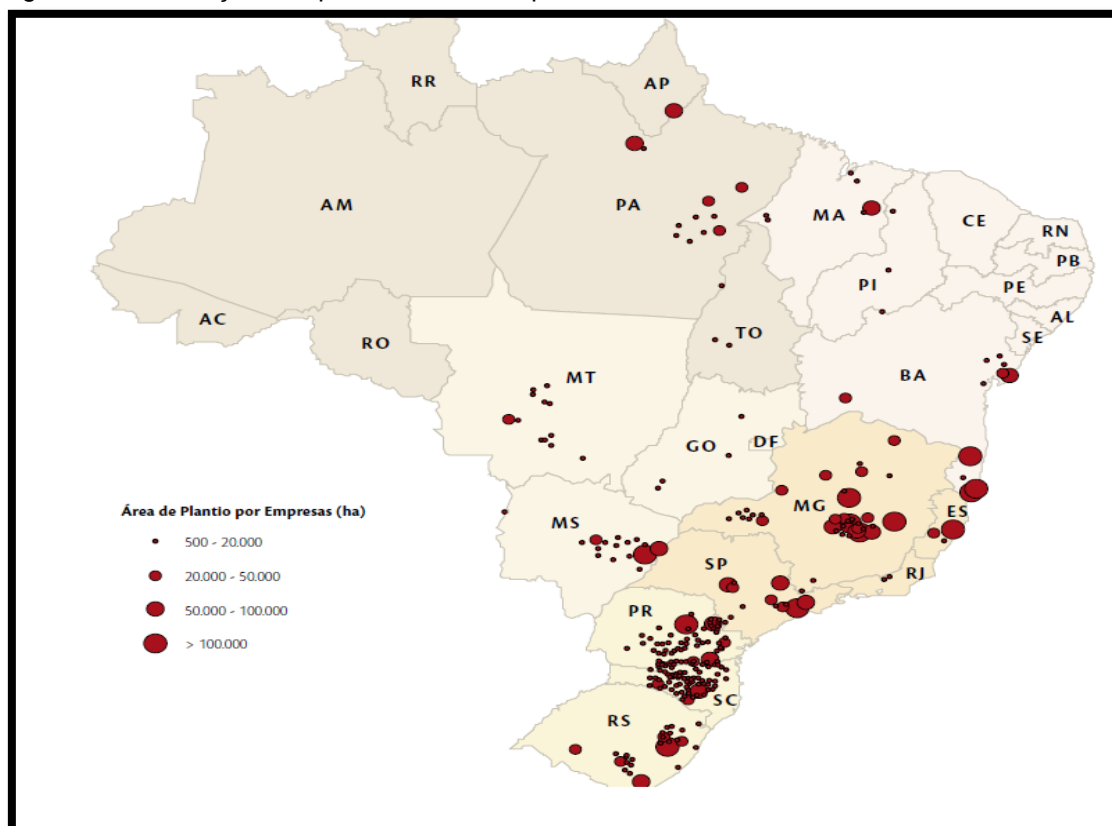 RR
AP
AM
PA
MA
CE
RN
PB
PI
PE
AL
AC
TO
SE
RO
BA
MT
GO
DF
Área de Plantio por Empresas (ha)
500 - 20.000
20.000 - 50.000
50.000 - 100.000
> 100.000
MS
MG
ES
SP
RJ
PR
SC
RS